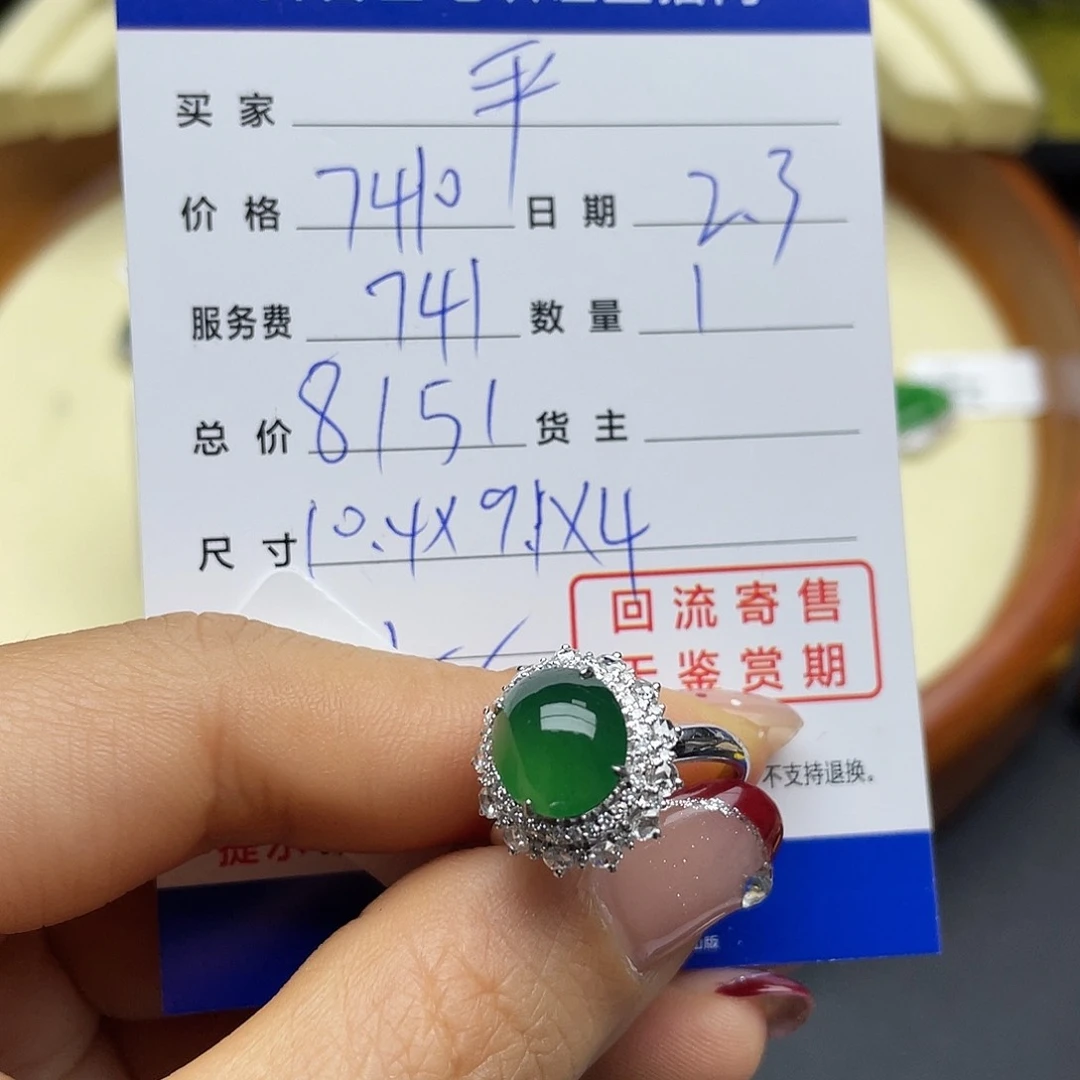 买家 平
价格 7410 日期 2.3
服务费 741 数量 1
总价 8151 货主
尺寸 10.4X9.1X4
回流寄售
无鉴赏期
不支持退换。